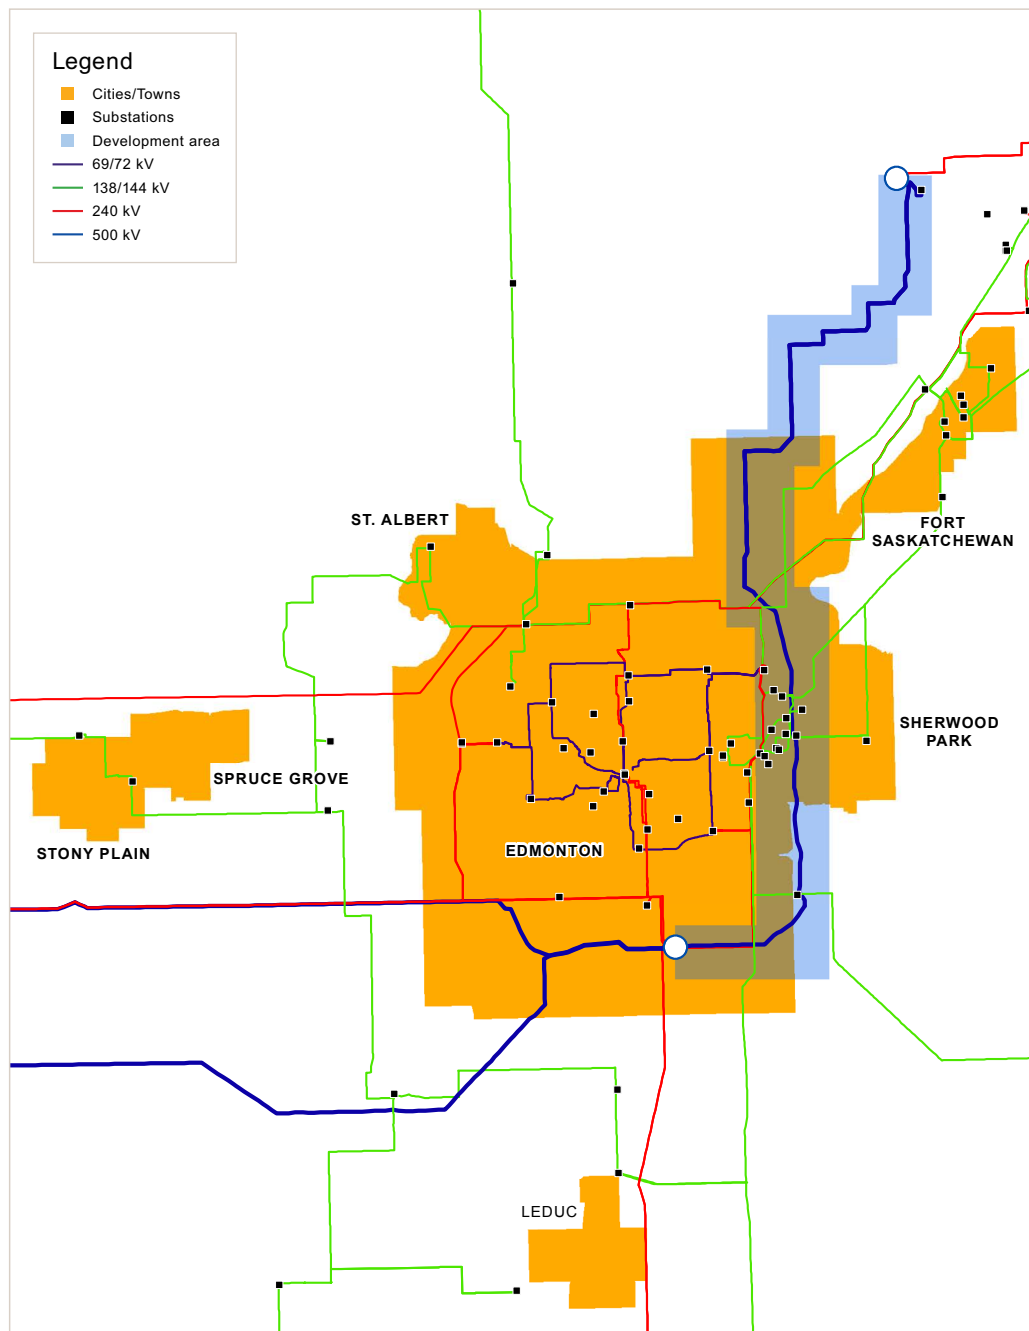 Legend
Cities/Towns
Substations
Development area
69/72 kV
138/144 kV
240 kV
500 kV
ST. ALBERT
FORT
SASKATCHEWAN
SHERWOOD
PARK
SPRUCE GROVE
STONY PLAIN
EDMONTON
LEDUC